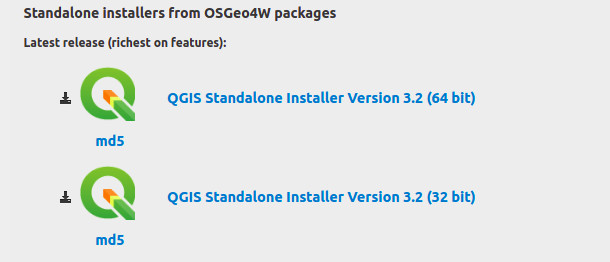 Standalone installers from OSGeo4W packages
Latest release (richest on features):
QGIS Standalone Installer Version 3.2 (64 bit)
md5
QGIS Standalone Installer Version 3.2 (32 bit)
md5